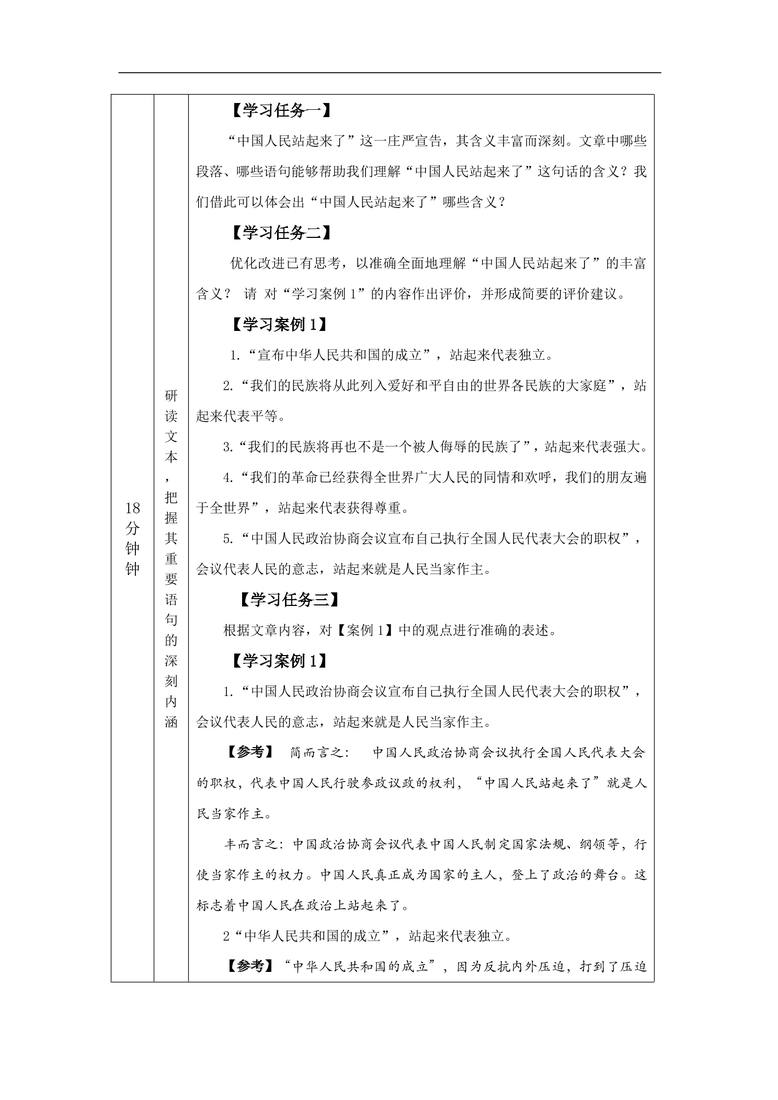 18
分
钟
钟
研
读
文
本
，
把
握
其
重
要
语
句
的
深
刻
内
涵
【学习任务一】
“中国人民站起来了”这一庄严宣告，其含义丰富而深刻。文章中哪些
段落、哪些语句能够帮助我们理解“中国人民站起来了”这句话的含义？我
们借此可以体会出“中国人民站起来了”哪些含义？
【学习任务二】
优化改进已有思考，以准确全面地理解“中国人民站起来了”的丰富
含义？ 请 对“学习案例 1”的内容作出评价，并形成简要的评价建议。
【学习案例 1】
1.“宣布中华人民共和国的成立”，站起来代表独立。
2.“我们的民族将从此列入爱好和平自由的世界各民族的大家庭”，站
起来代表平等。
3.“我们的民族将再也不是一个被人侮辱的民族了”，站起来代表强大。
4.“我们的革命已经获得全世界广大人民的同情和欢呼，我们的朋友遍
于全世界”，站起来代表获得尊重。
5.“中国人民政治协商会议宣布自己执行全国人民代表大会的职权”，
会议代表人民的意志，站起来就是人民当家作主。
【学习任务三】
根据文章内容，对【案例 1】中的观点进行准确的表述。
【学习案例 1】
1.“中国人民政治协商会议宣布自己执行全国人民代表大会的职权”，
会议代表人民的意志，站起来就是人民当家作主。
【参考】 简而言之： 中国人民政治协商会议执行全国人民代表大会
的职权，代表中国人民行驶参政议政的权利，“中国人民站起来了”就是人
民当家作主。
丰而言之：中国政治协商会议代表中国人民制定国家法规、纲领等，行
使当家作主的权力。中国人民真正成为国家的主人，登上了政治的舞台。这
标志着中国人民在政治上站起来了。
2“中华人民共和国的成立”，站起来代表独立。
【参考】“中华人民共和国的成立”，因为反抗内外压迫，打到了压迫